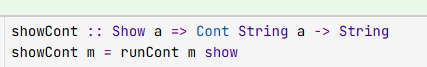 showCont :: Show a => Cont String a -> String
showCont m = runCont m show